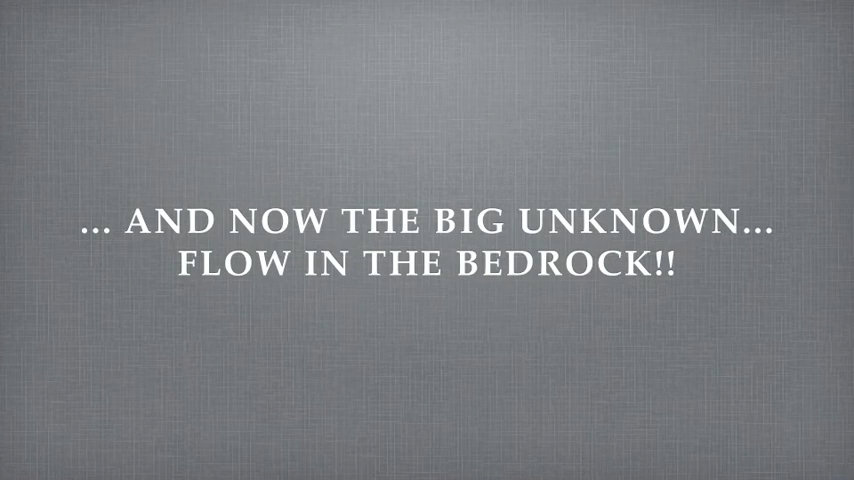 ... AND NOW THE BIG UNKNOWN...
FLOW IN THE BEDROCK!!